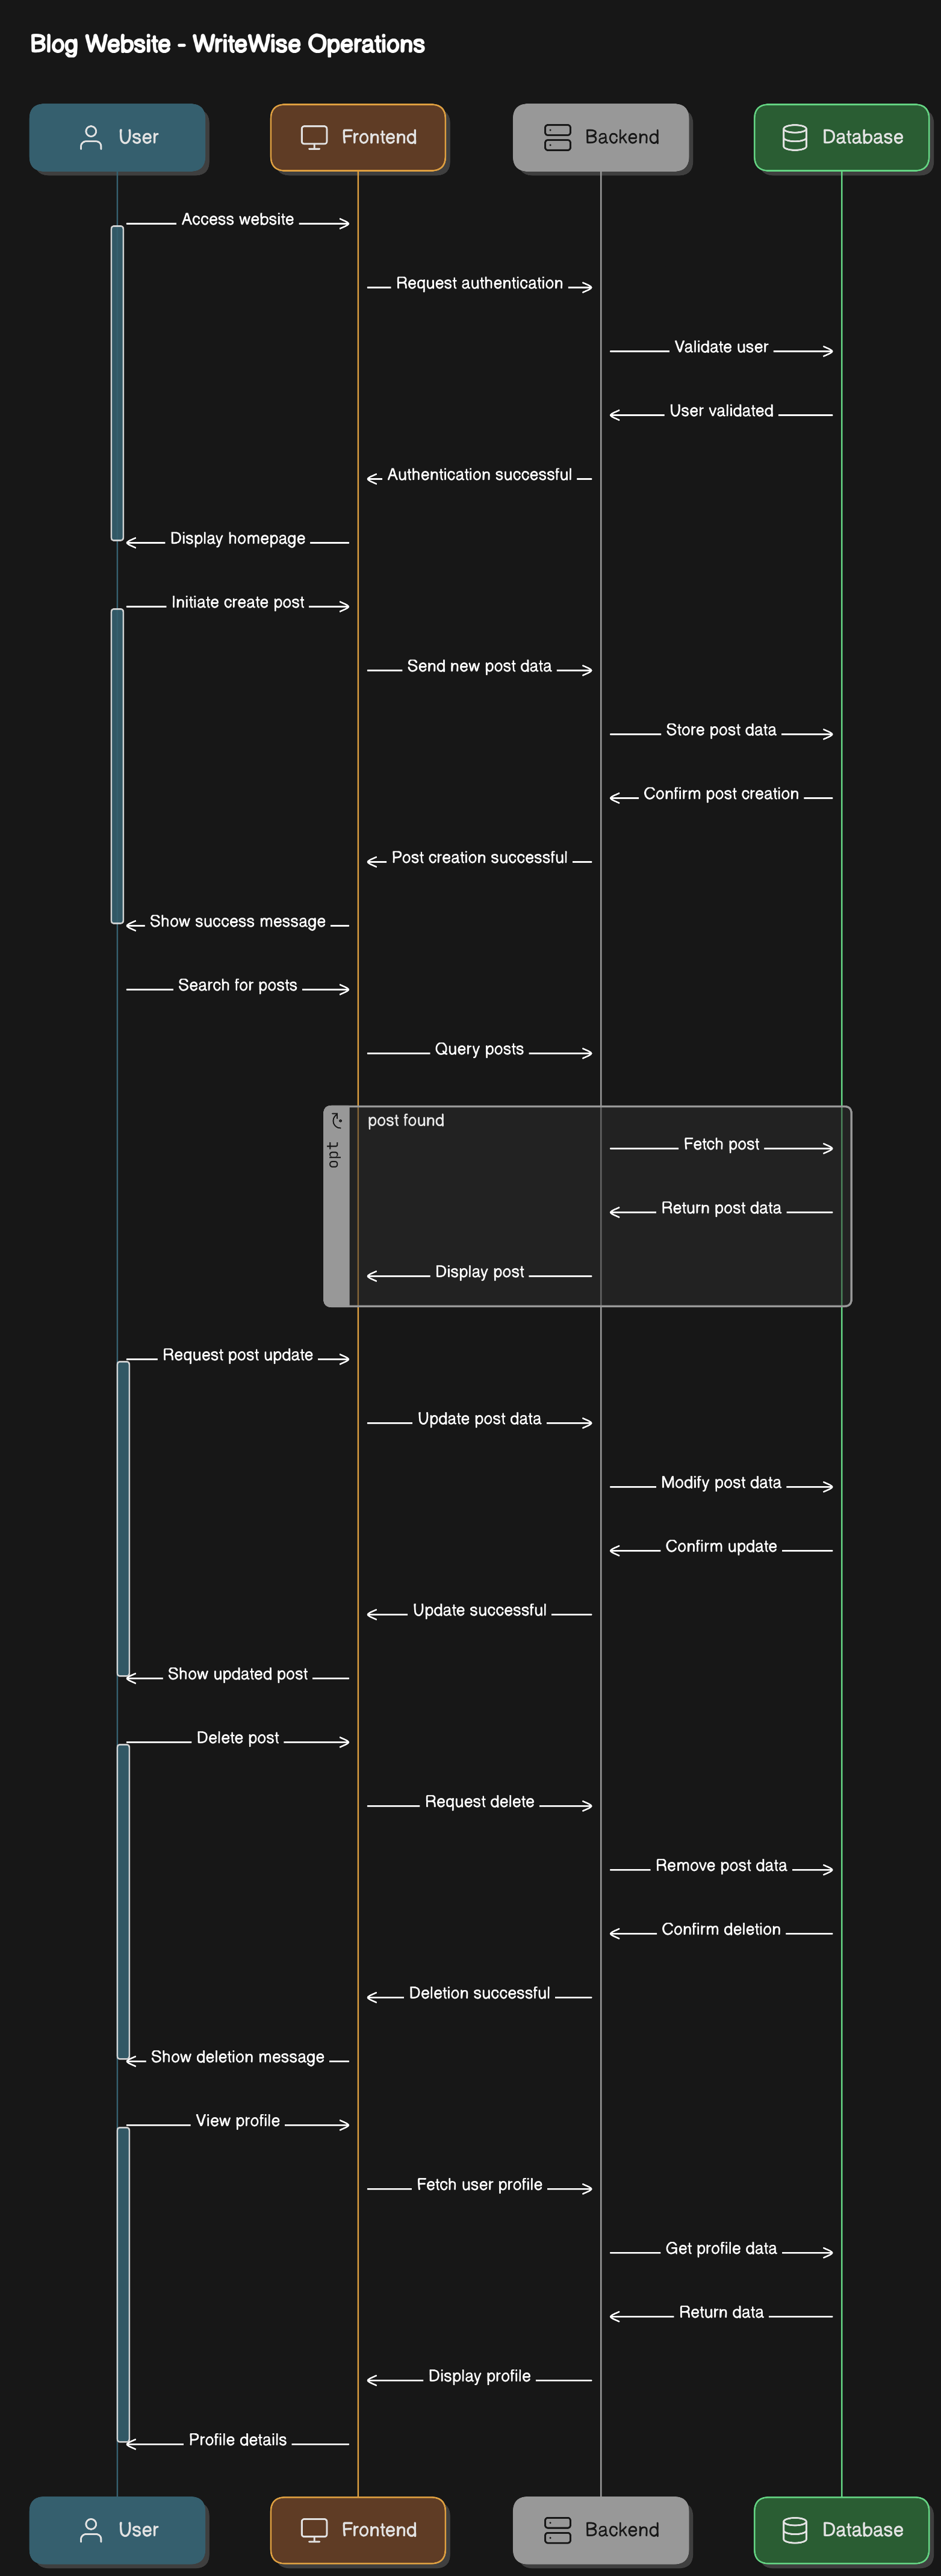 Blog Website - WriteWise Operations
User
Frontend
Backend
Database
Access website
Request authentication
Validate user
User validated
Authentication successful
Display homepage
Initiate create post
Send new post data
Store post data
Confirm post creation
Post creation successful
Show success message
Search for posts
Query posts
opt
post found
Fetch post
Return post data
Display post
Request post update
Update post data
Modify post data
Confirm update
Update successful
Show updated post
Delete post
Request delete
Remove post data
Confirm deletion
Deletion successful
Show deletion message
View profile
Fetch user profile
Get profile data
Return data
Display profile
Profile details
User
Frontend
Backend
Database